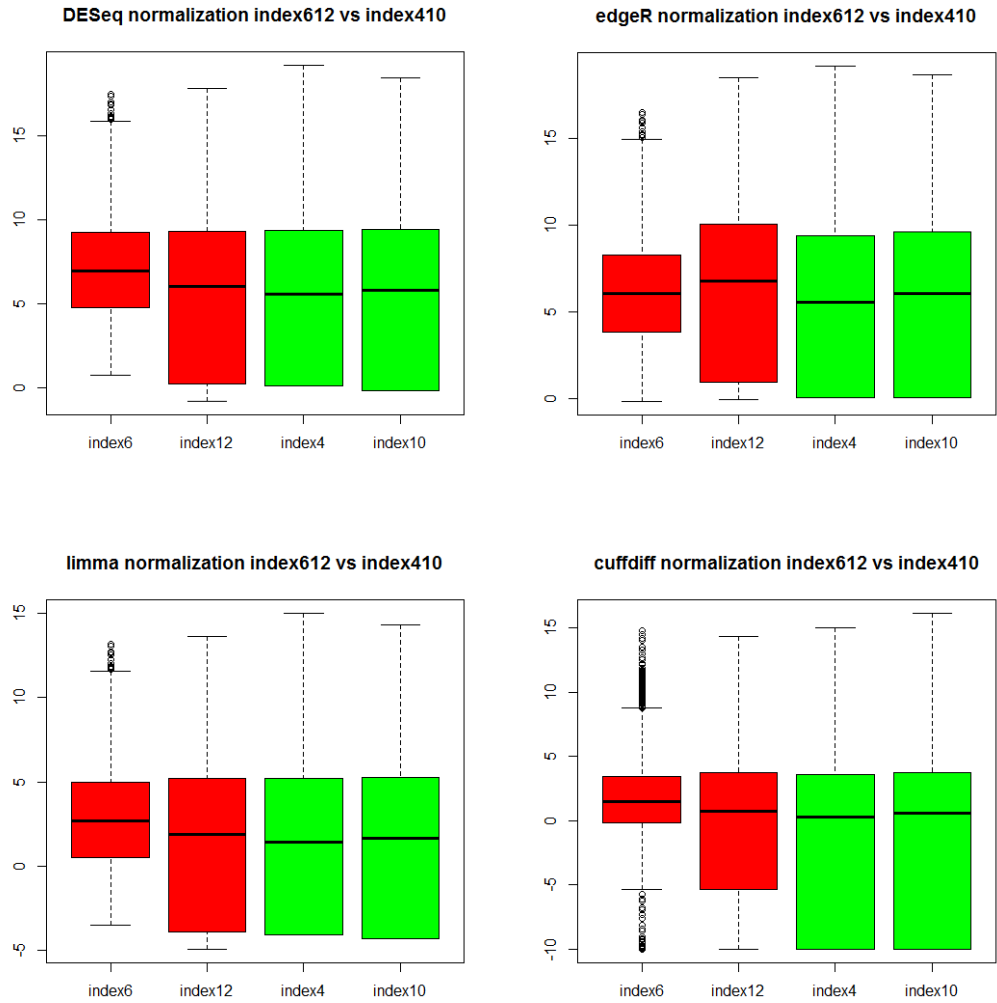 DESeq normalization index612 vs index410
15
10
5
0
index6 index12 index4 index10
edgeR normalization index612 vs index410
15
10
5
0
index6 index12 index4 index10
limma normalization index612 vs index410
15
10
5
0
-5
index6 index12 index4 index10
cuffdiff normalization index612 vs index410
15
10
5
0
-5
-10
index6 index12 index4 index10